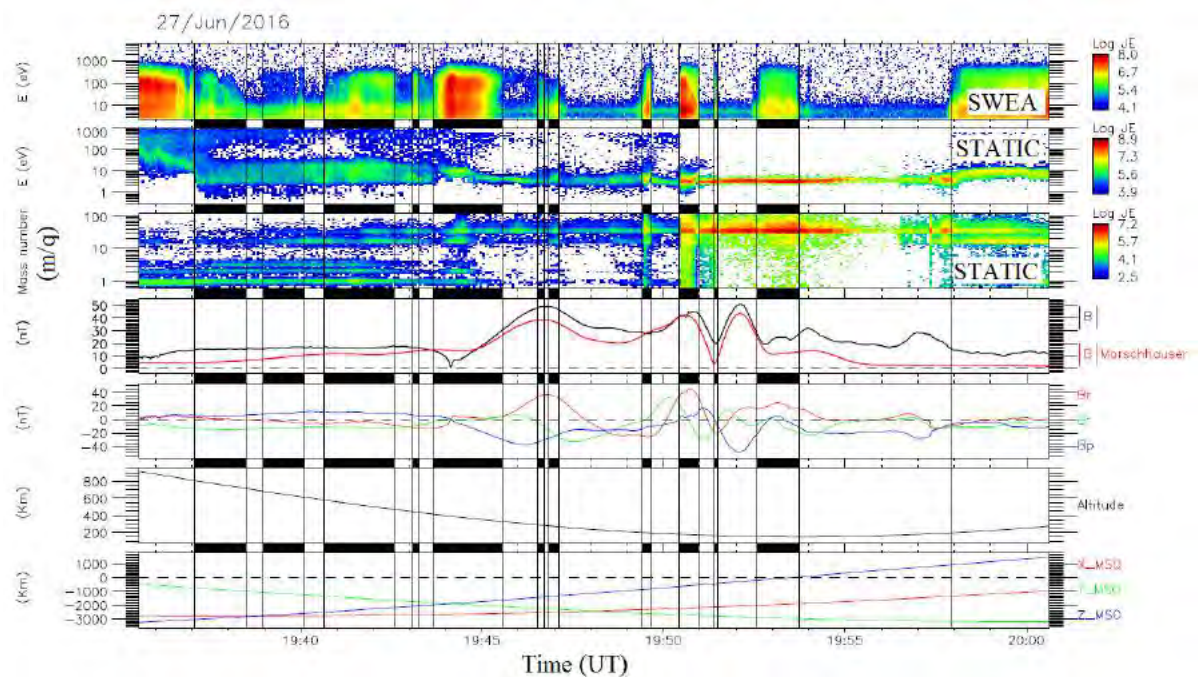 27/Jun/2016
E (eV)
1000
100
10
SWEA
Log JE
8.0
6.7
5.4
4.1
E (eV)
1000
100
10
1
STATIC
Log JE
8.9
7.3
5.6
3.9
Mass number
(m/q)
100
10
1
STATIC
Log JE
7.2
5.7
4.1
2.5
(nT)
50
40
30
20
10
0
|B|
|B| Morschhauser
(nT)
40
20
0
-20
-40
Br
Bp
(Km)
800
600
400
200
Altitude
(Km)
1000
0
-2000
-3000
X_MSO
Y_MSO
Z_MSO
19:40 19:45 19:50 19:55 20:00
Time (UT)